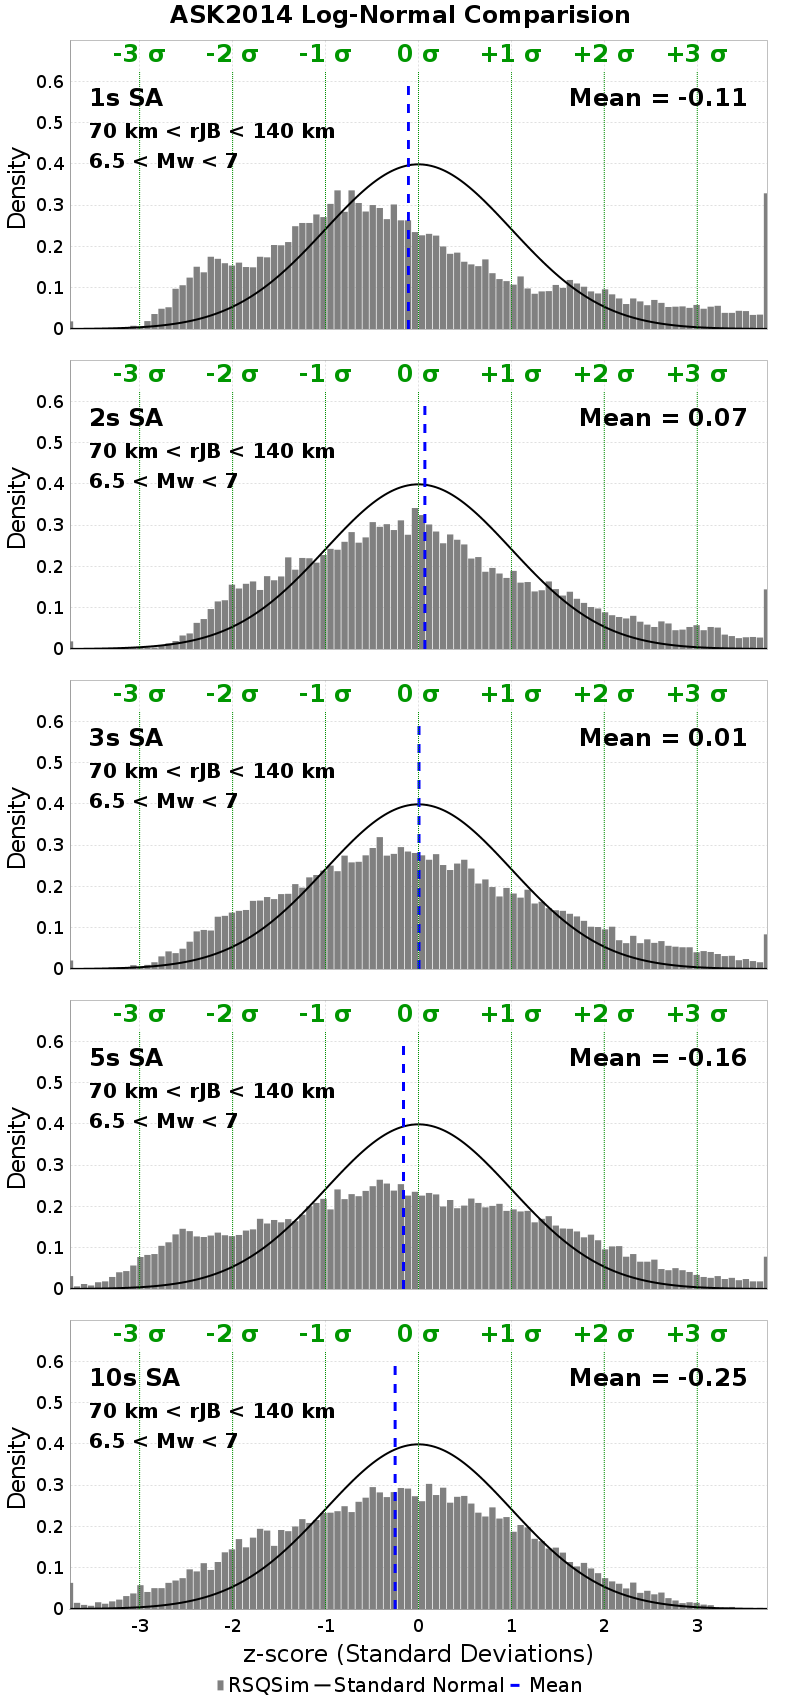 ASK2014 Log-Normal Comparision
-3 σ -2 σ -1 σ 0 σ +1 σ +2 σ +3 σ
1s SA Mean = -0.11
70 km < rJB < 140 km
6.5 < Mw < 7
Density
0.6
0.5
0.4
0.3
0.2
0.1
0
-3 σ -2 σ -1 σ 0 σ +1 σ +2 σ +3 σ
2s SA Mean = 0.07
70 km < rJB < 140 km
6.5 < Mw < 7
Density
0.6
0.5
0.4
0.3
0.2
0.1
0
-3 σ -2 σ -1 σ 0 σ +1 σ +2 σ +3 σ
3s SA Mean = 0.01
70 km < rJB < 140 km
6.5 < Mw < 7
Density
0.6
0.5
0.4
0.3
0.2
0.1
0
-3 σ -2 σ -1 σ 0 σ +1 σ +2 σ +3 σ
5s SA Mean = -0.16
70 km < rJB < 140 km
6.5 < Mw < 7
Density
0.6
0.5
0.4
0.3
0.2
0.1
0
-3 σ -2 σ -1 σ 0 σ +1 σ +2 σ +3 σ
10s SA Mean = -0.25
70 km < rJB < 140 km
6.5 < Mw < 7
Density
0.6
0.5
0.4
0.3
0.2
0.1
0
-3 -2 -1 0 1 2 3
z-score (Standard Deviations)
RSQSim Standard Normal Mean